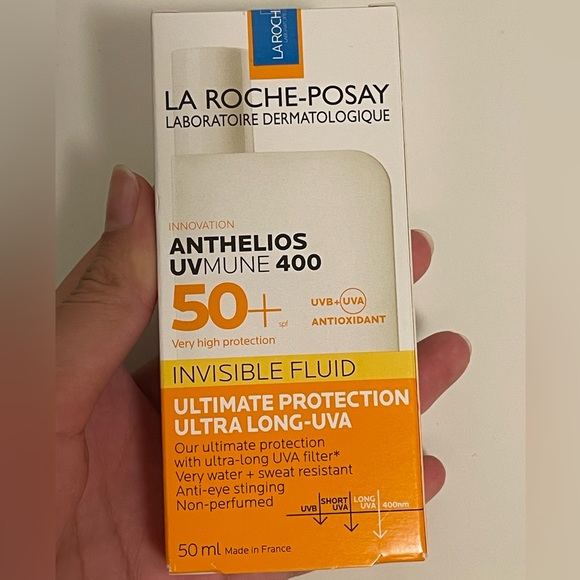 LA ROCHE
LA ROCHE-POSAY
LABORATOIRE DERMATOLOGIQUE
INNOVATION
ANTHELIOS
UVMUNE 400
50+ spf
Very high protection
UVB+UVA
ANTIOXIDANT
INVISIBLE FLUID
ULTIMATE PROTECTION
ULTRA LONG-UVA
Our ultimate protection
with ultra-long UVA filter*
Very water + sweat resistant
Anti-eye stinging
Non-perfumed
UVB SHORT UVA LONG UVA 400nm
50 ml Made in France